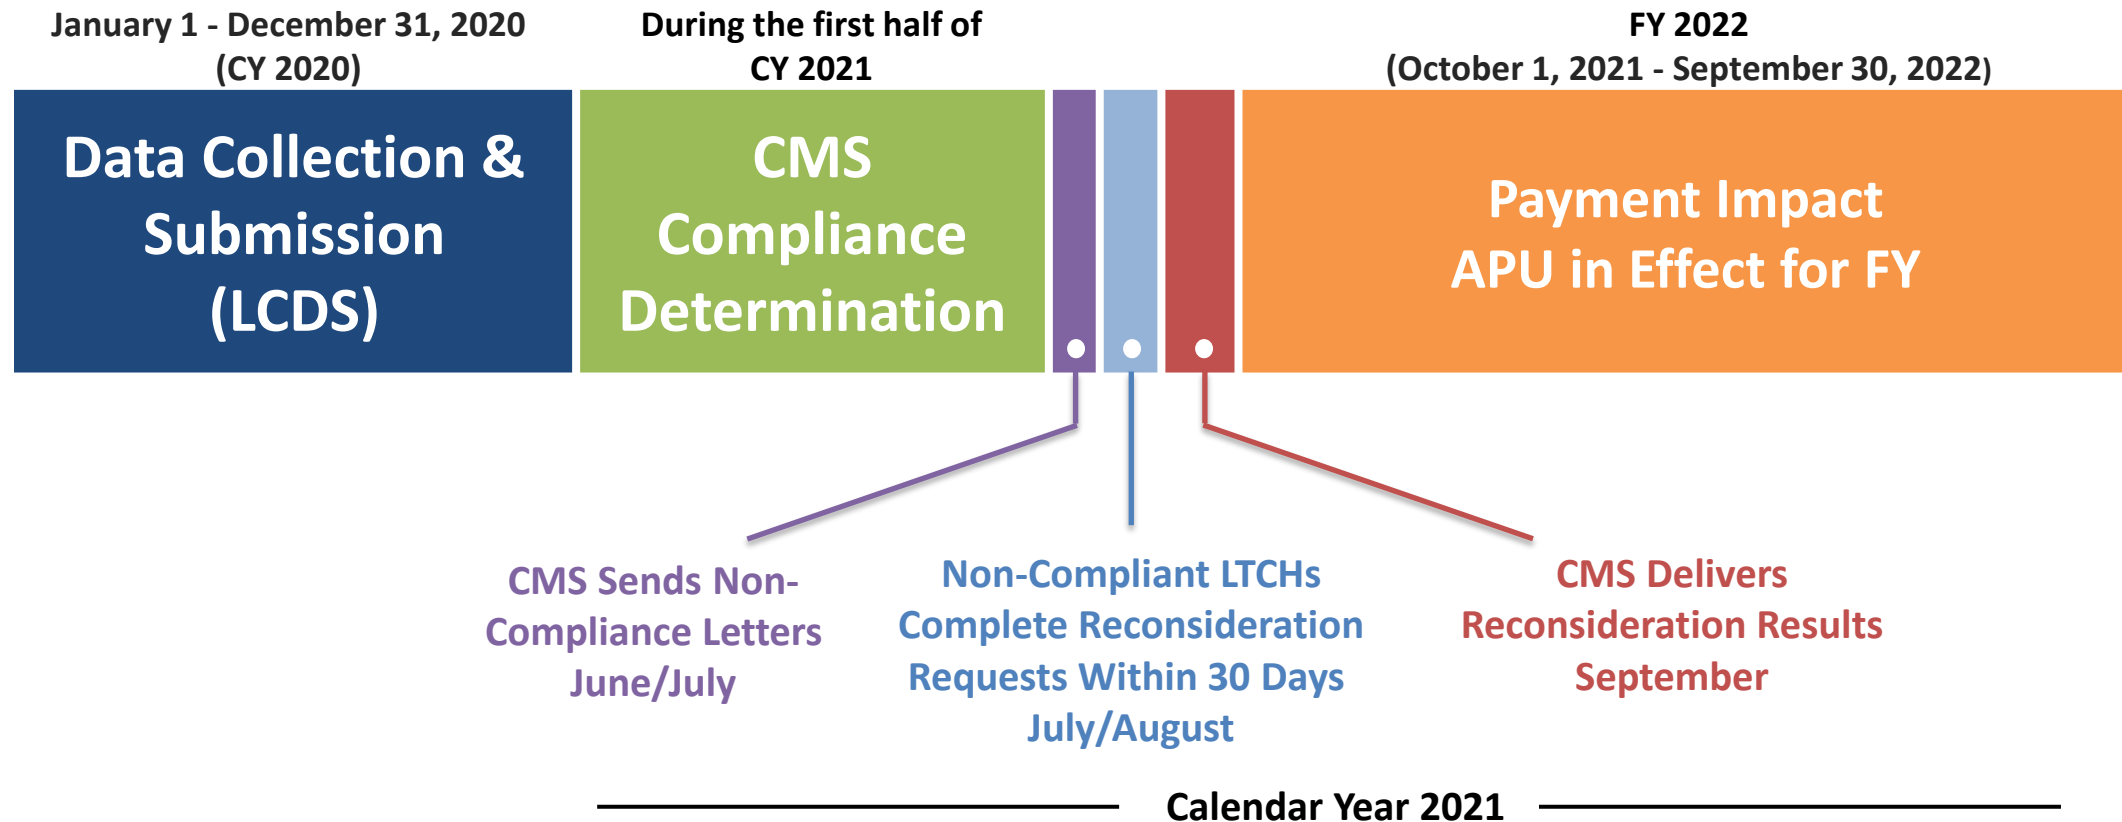 January 1 - December 31, 2020
(CY 2020)
During the first half of
CY 2021
FY 2022
(October 1, 2021 - September 30, 2022)
Data Collection &
Submission
(LCDS)
CMS
Compliance
Determination
Payment Impact
APU in Effect for FY
CMS Sends Non-
Compliance Letters
June/July
Non-Compliant LTCHs
Complete Reconsideration
Requests Within 30 Days
July/August
CMS Delivers
Reconsideration Results
September
Calendar Year 2021